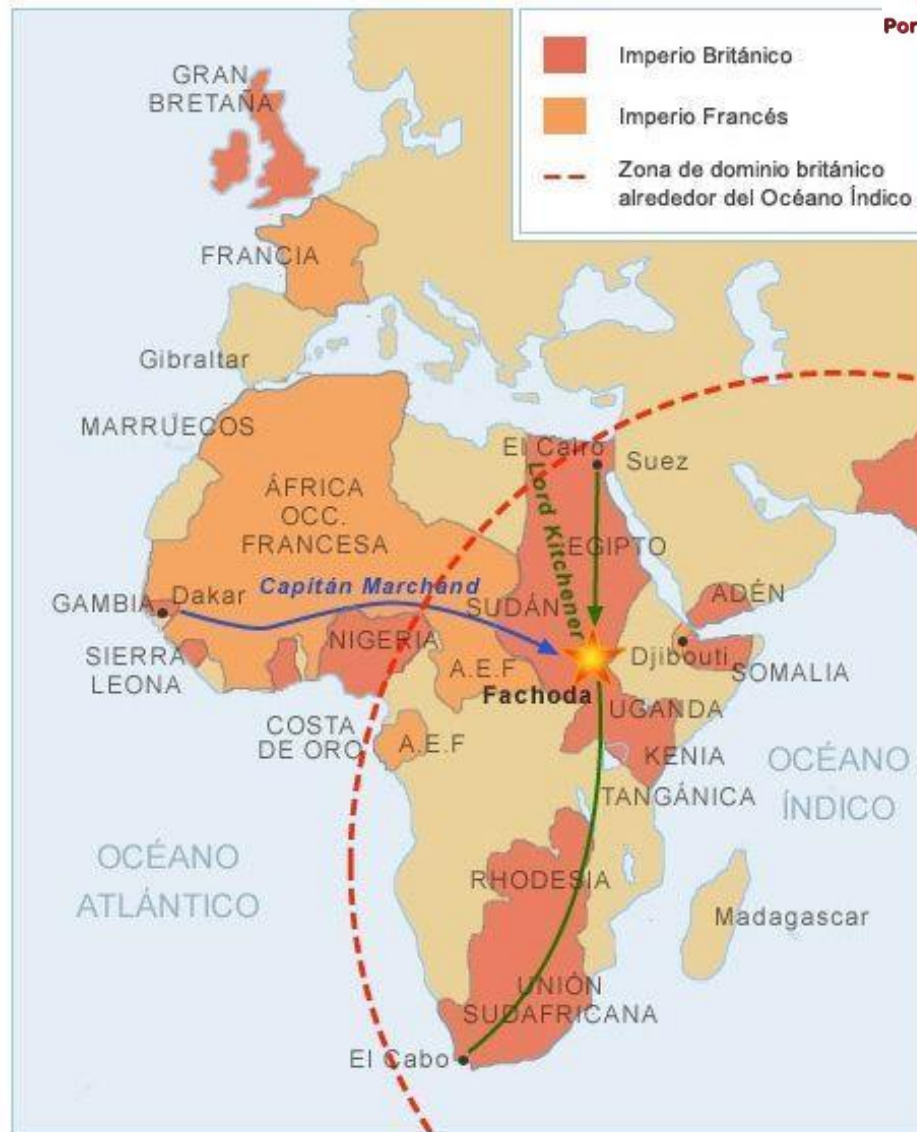 Por
Imperio Británico
Imperio Francés
Zona de dominio británico
alrededor del Océano Índico
GRAN
BRETAÑA
FRANCIA
Gibraltar
MARRUECOS
El Cairo
Suez
Lord Kitchener
ÁFRICA
OCC.
FRANCESA
EGIPTO
Capitán Marchand
GAMBIA
Dakar
SUDÁN
ADÉN
NIGERIA
SIERRA
LEONA
A.E.F
Djibouti
SOMALIA
Fachoda
UGANDA
COSTA
DE ORO
A.E.F
KENIA
TANGÁNICA
OCÉANO
ÍNDICO
OCÉANO
ATLÁNTICO
RHODESIA
Madagascar
UNIÓN
SUDAFRICANA
El Cabo